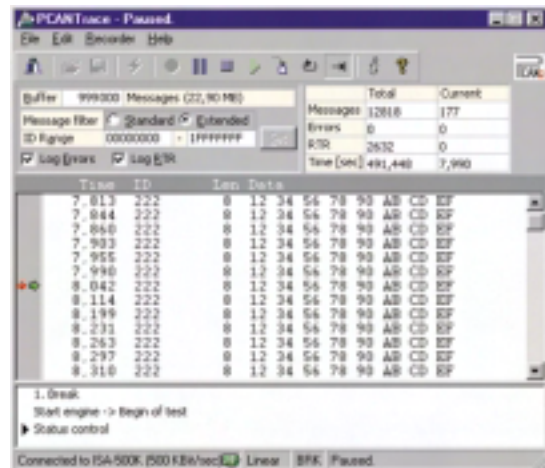 PCANTrace - Paused.
File Edit Recorder Help
Total Current
Buffer 999000 Messages (22,90 MB)
Messages 12818 177
Message filter Standard Extended
Errors 0 0
ID Range 00000000 - 1FFFFFFF
RTR 2632 0
Log Errors Log RTR
Time [sec] 491,440 7,990
Time ID Len Data
7,813 222 8 12 34 56 78 90 AB CD EF
7,844 222 8 12 34 56 78 90 AB CD EF
7,860 222 8 12 34 56 78 90 AB CD EF
7,903 222 8 12 34 56 78 90 AB CD EF
7,955 222 8 12 34 56 78 90 AB CD EF
7,990 222 8 12 34 56 78 90 AB CD EF
8,042 222 8 12 34 56 78 90 AB CD EF
8,114 222 8 12 34 56 78 90 AB CD EF
8,199 222 8 12 34 56 78 90 AB CD EF
8,231 222 8 12 34 56 78 90 AB CD EF
8,263 222 8 12 34 56 78 90 AB CD EF
8,297 222 8 12 34 56 78 90 AB CD EF
8,310 222 8 12 34 56 78 90 AB CD EF
1. Break
Start engine -> Begin of test
Status control
Connected to ISA-500K (500 KBit/sec) Linear BRK Paused.